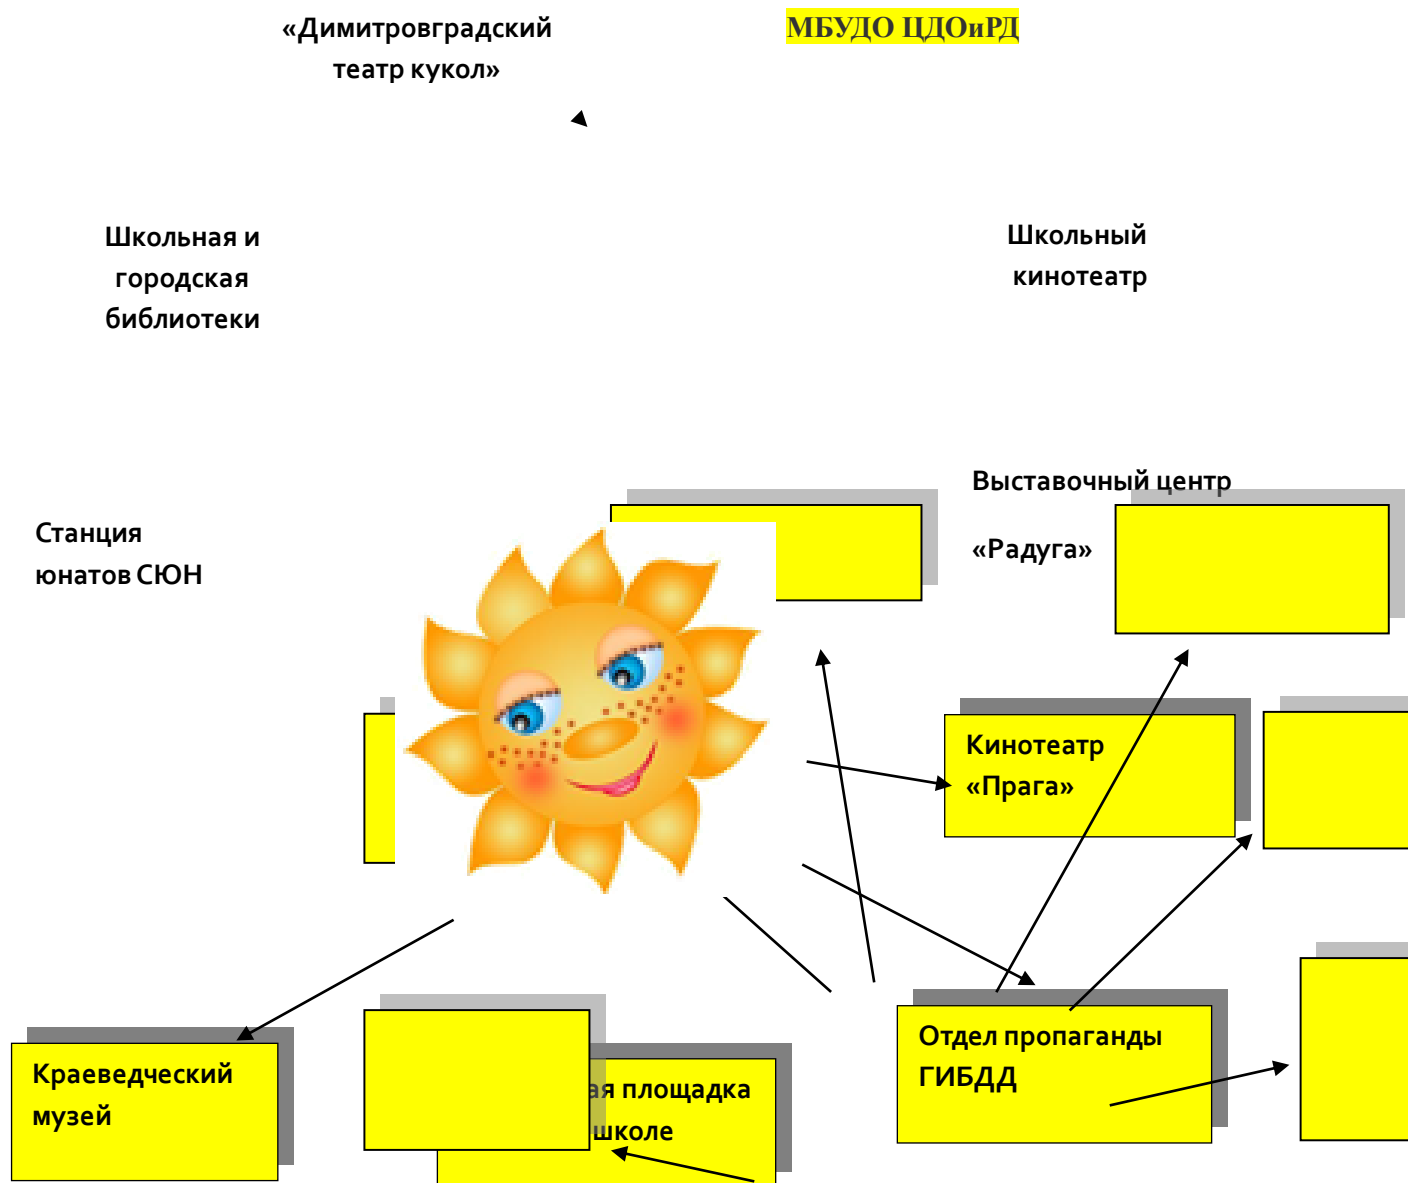 «Димитровградский
театр кукол»
МБУДО ЦДОиРД
Школьная и
городская
библиотеки
Школьный
кинотеатр
Выставочный центр
«Радуга»
Станция
юнатов СЮН
Кинотеатр
«Прага»
Отдел пропаганды
ГИБДД
Краеведческий
музей
площадка
школе